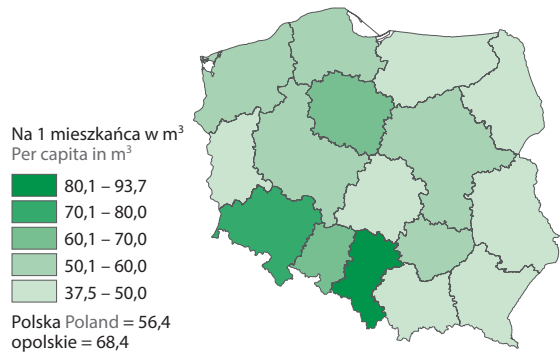 Na 1 mieszkańca w m³
Per capita in m³
80,1 – 93,7
70,1 – 80,0
60,1 – 70,0
50,1 – 60,0
37,5 – 50,0
Polska Poland = 56,4
opolskie = 68,4